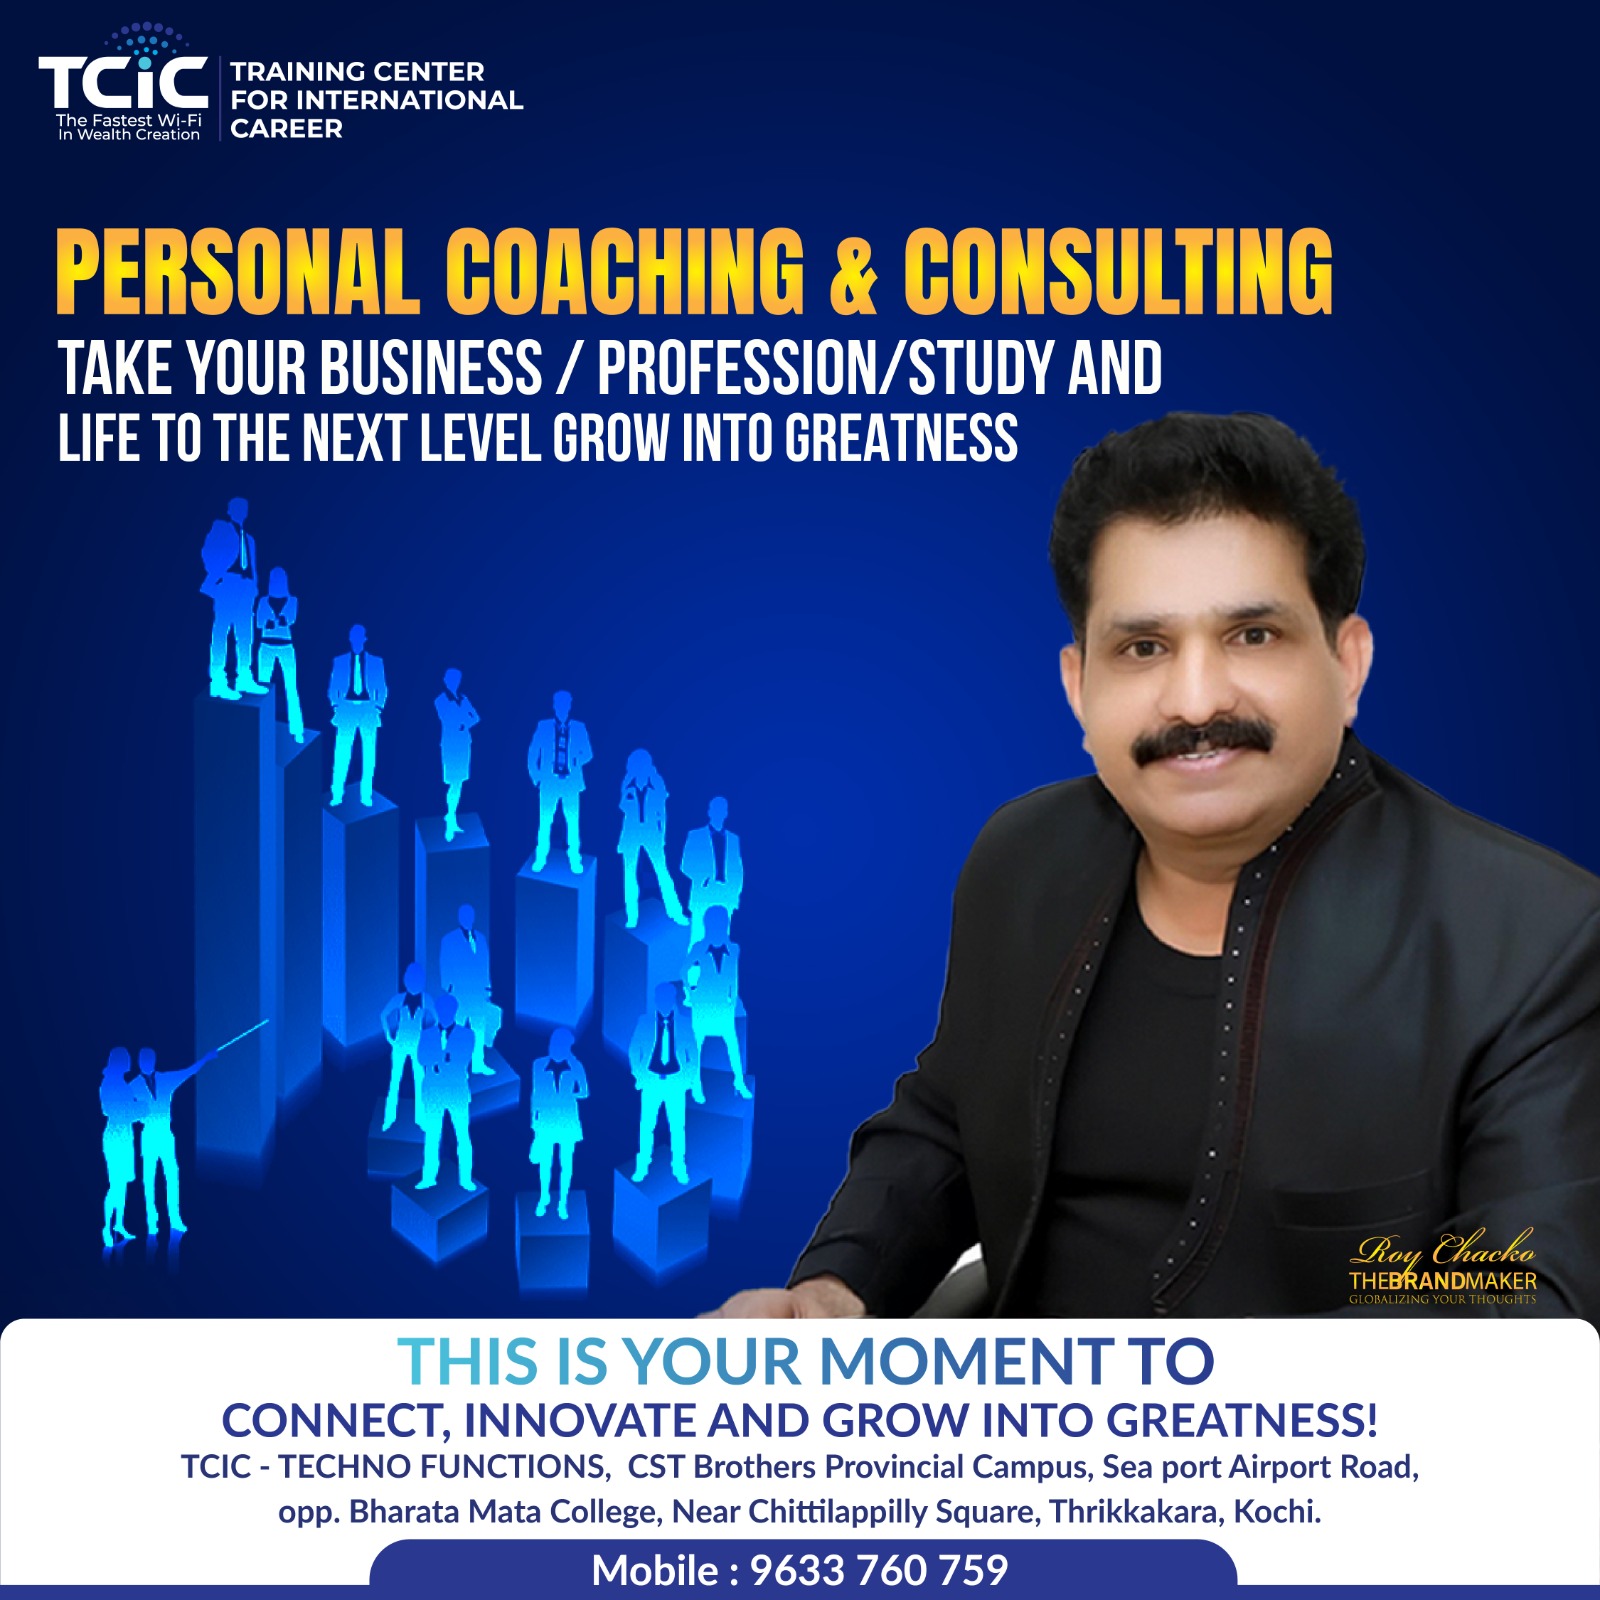 TCiC
The Fastest Wi-Fi
In Wealth Creation
TRAINING CENTER
FOR INTERNATIONAL
CAREER
PERSONAL COACHING & CONSULTING
TAKE YOUR BUSINESS / PROFESSION/STUDY AND
LIFE TO THE NEXT LEVEL GROW INTO GREATNESS
Roy Chacko
THEBRANDMAKER
GLOBALIZING YOUR THOUGHTS
THIS IS YOUR MOMENT TO
CONNECT, INNOVATE AND GROW INTO GREATNESS!
TCIC - TECHNO FUNCTIONS, CST Brothers Provincial Campus, Sea port Airport Road,
opp. Bharata Mata College, Near Chittilappilly Square, Thrikkakara, Kochi.
Mobile : 9633 760 759